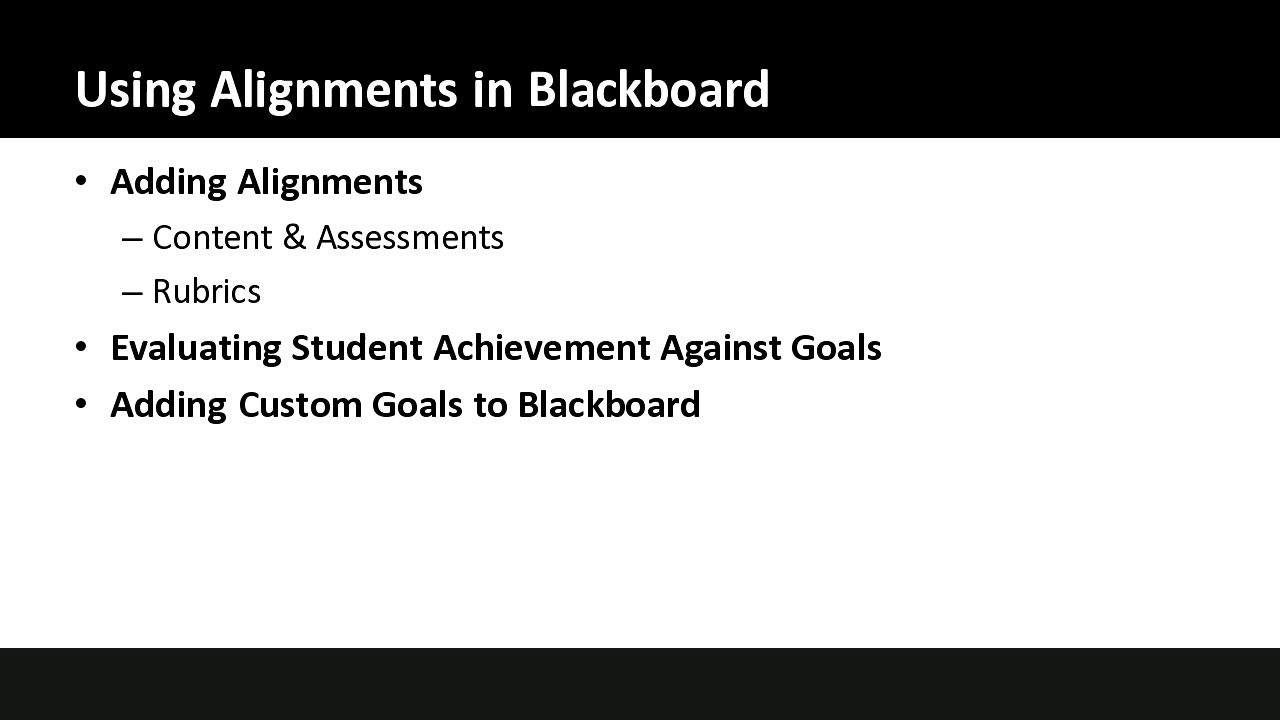 Using Alignments in Blackboard
• Adding Alignments
– Content & Assessments
– Rubrics
• Evaluating Student Achievement Against Goals
• Adding Custom Goals to Blackboard